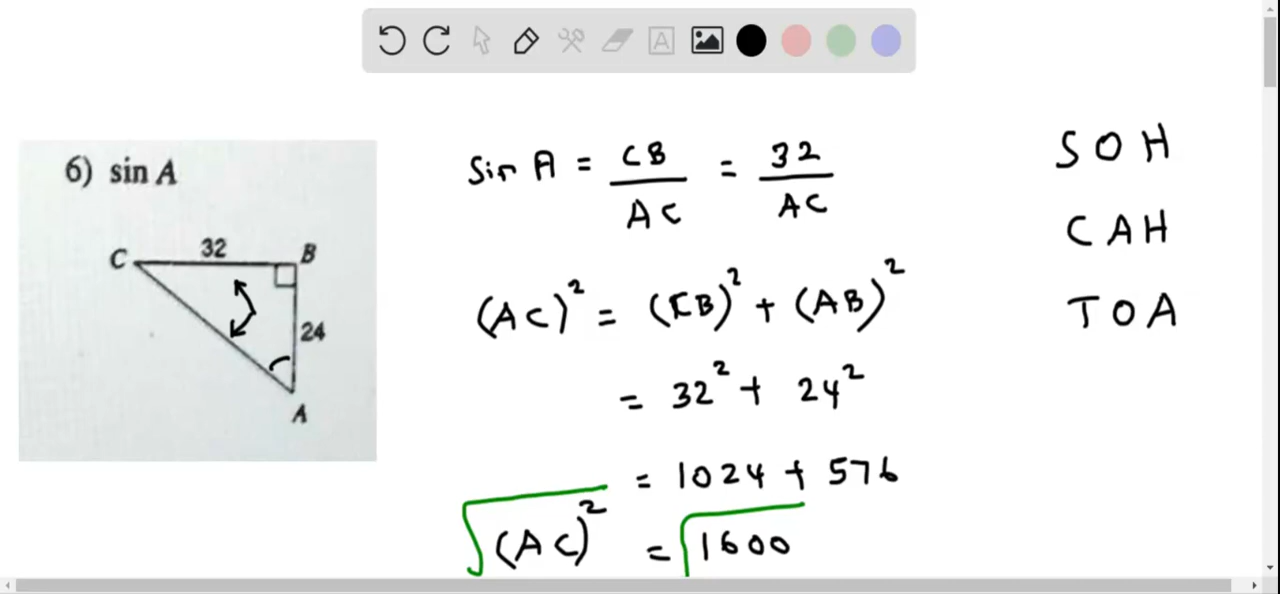 6) sin A
C 32 B
24
A
Sin A = CB/AC = 32/AC
(AC)² = (CB)² + (AB)²
= 32² + 24²
= 1024 + 576
√(AC)² = √1600
SOH
CAH
TOA